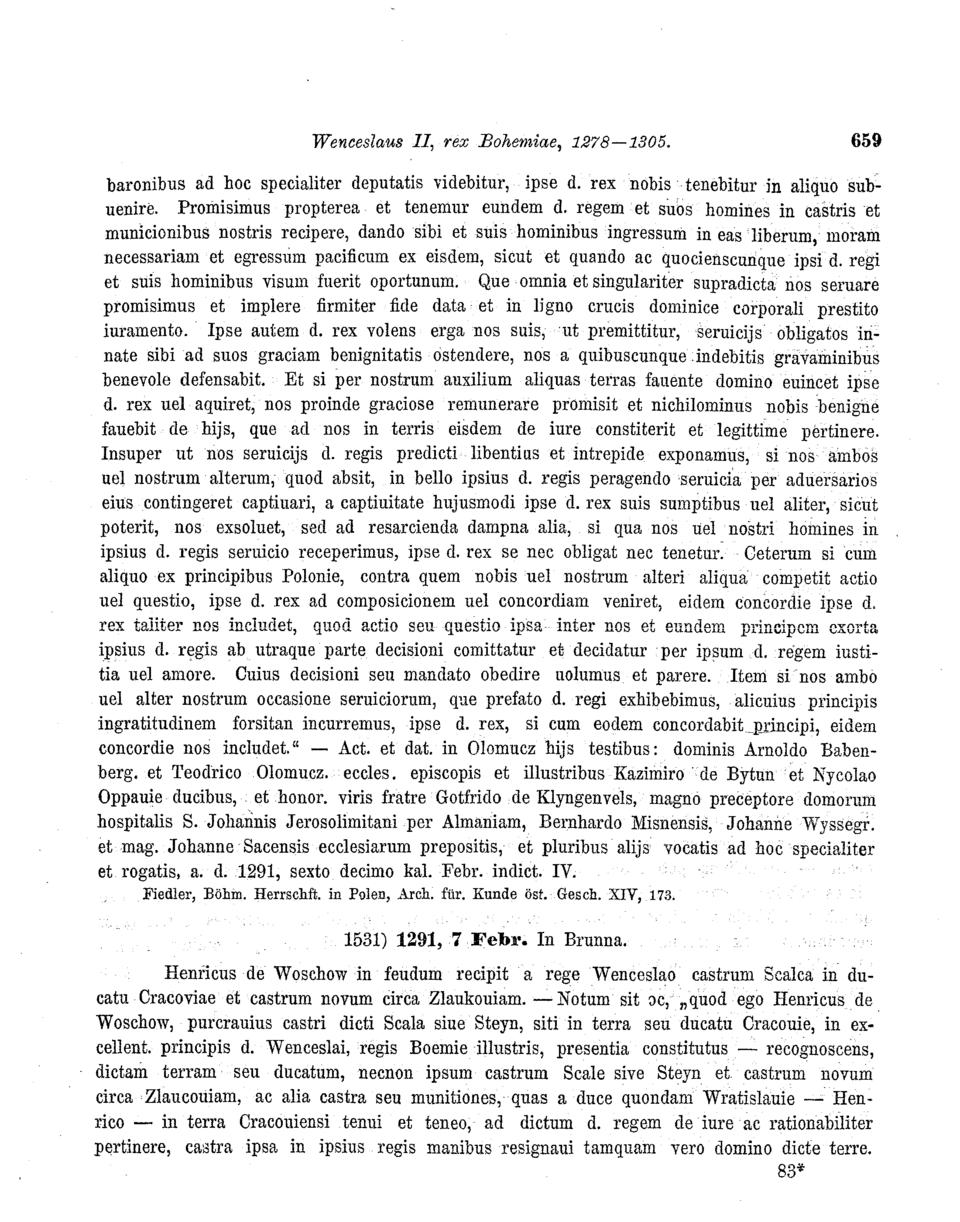 Wenceslaus II, rex Bohemiae, 1278—1305. 659
baronibus ad hoc specialiter deputatis videbitur, ipse d. rex nobis tenebitur in aliquo sub-
uenire. Promisimus propterea et tenemur eundem d. regem et suos homines in castris et
municionibus nostris recipere, dando sibi et suis hominibus ingressum in eas liberum, moram
necessariam et egressum pacificum ex eisdem, sicut et quando ac quocienscunque ipsi d. regi
et suis hominibus visum fuerit oportunum. Que omnia et singulariter supradicta nos seruare
promisimus et implere firmiter fide data et in ligno crucis dominice corporali prestito
iuramento. Ipse autem d. rex volens erga nos suis, ut premittitur, seruicijs obligatos in-
nate sibi ad suos graciam benignitatis ostendere, nos a quibuscunque indebitis gravaminibus
benevole defensabit. Et si per nostrum auxilium aliquas terras fauente domino euincet ipse
d. rex uel aquiret, nos proinde graciose remunerare promisit et nichilominus nobis benigne
fauebit de hijs, que ad nos in terris eisdem de iure constiterit et legittime pertinere.
Insuper ut nos seruicijs d. regis predicti libentius et intrepide exponamus, si nos ambos
uel nostrum alterum, quod absit, in bello ipsius d. regis peragendo seruicia per aduersarios
eius contingeret captiuari, a captiuitate hujusmodi ipse d. rex suis sumptibus uel aliter, sicut
poterit, nos exsoluet, sed ad resarcienda dampna alia, si qua nos uel nostri homines in
ipsius d. regis seruicio receperimus, ipse d. rex se nec obligat nec tenetur. Ceterum si cum
aliquo ex principibus Polonie, contra quem nobis uel nostrum alteri aliqua competit actio
uel questio, ipse d. rex ad composicionem uel concordiam veniret, eidem concordie ipse d.
rex taliter nos includet, quod actio seu questio ipsa inter nos et eundem principem exorta
ipsius d. regis ab utraque parte decisioni comittatur et decidatur per ipsum d. regem iusti-
tia uel amore. Cuius decisioni seu mandato obedire uolumus et parere. Item si nos ambo
uel alter nostrum occasione seruiciorum, que prefato d. regi exhibebimus, alicuius principis
ingratitudinem forsitan incurremus, ipse d. rex, si cum eodem concordabit principi, eidem
concordie nos includet.“ — Act. et dat. in Olomucz hijs testibus: dominis Arnoldo Baben-
berg. et Teodrico Olomucz. eccles. episcopis et illustribus Kazimiro de Bytun et Nycolao
Oppauie ducibus, et honor. viris fratre Gotfrido de Klyngenvels, magno preceptore domorum
hospitalis S. Johannis Jerosolimitani per Almaniam, Bernhardo Misnensis, Johanne Wyssegr.
et mag. Johanne Sacensis ecclesiarum prepositis, et pluribus alijs vocatis ad hoc specialiter
et rogatis, a. d. 1291, sexto decimo kal. Febr. indict. IV.
Fiedler, Böhm. Herrschft. in Polen, Arch. für. Kunde öst. Gesch. XIV, 173.
1531) 1291, 7 Febr. In Brunna.
Henricus de Woschow in feudum recipit a rege Wenceslao castrum Scalca in du-
catu Cracoviae et castrum novum circa Zlaukouiam. — Notum sit ɔc, „quod ego Henricus de
Woschow, purcrauius castri dicti Scala siue Steyn, siti in terra seu ducatu Cracouie, in ex-
cellent. principis d. Wenceslai, regis Boemie illustris, presentia constitutus — recognoscens,
dictam terram seu ducatum, necnon ipsum castrum Scale sive Steyn et castrum novum
circa Zlaucouiam, ac alia castra seu munitiones, quas a duce quondam Wratislauie — Hen-
rico — in terra Cracouiensi tenui et teneo, ad dictum d. regem de iure ac rationabiliter
pertinere, castra ipsa in ipsius regis manibus resignaui tamquam vero domino dicte terre.
83*